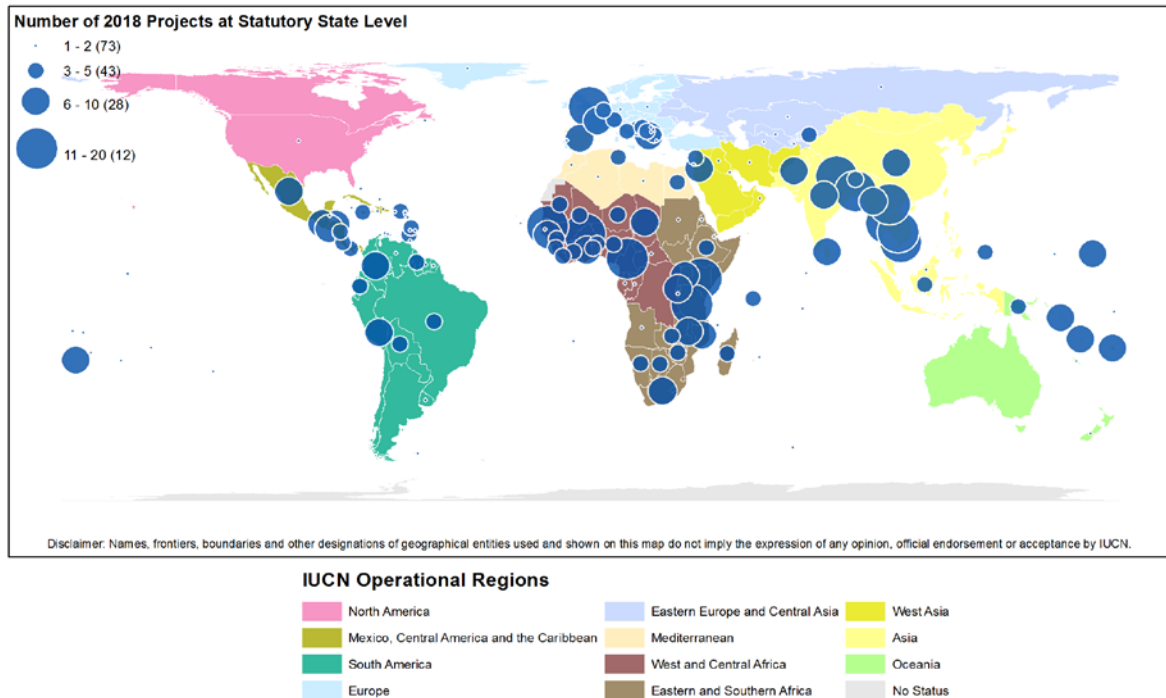 Number of 2018 Projects at Statutory State Level
1 - 2 (73)
3 - 5 (43)
6 - 10 (28)
11 - 20 (12)
Disclaimer: Names, frontiers, boundaries and other designations of geographical entities used and shown on this map do not imply the expression of any opinion, official endorsement or acceptance by IUCN.
IUCN Operational Regions
North America
Mexico, Central America and the Caribbean
South America
Europe
Eastern Europe and Central Asia
Mediterranean
West and Central Africa
Eastern and Southern Africa
West Asia
Asia
Oceania
No Status